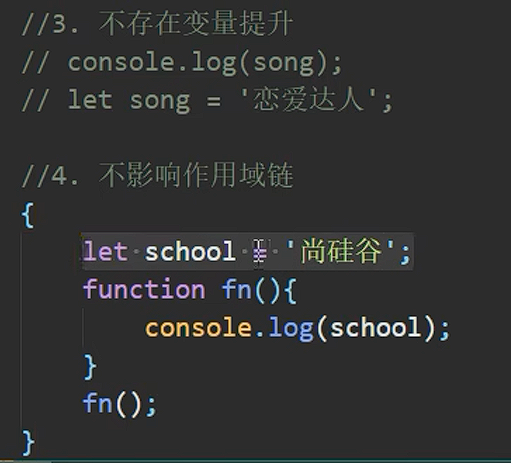 //3. 不存在变量提升
// console.log(song);
// let song = '恋爱达人';
//4. 不影响作用域链
{
let school = '尚硅谷';
function fn(){
console.log(school);
}
fn();
}